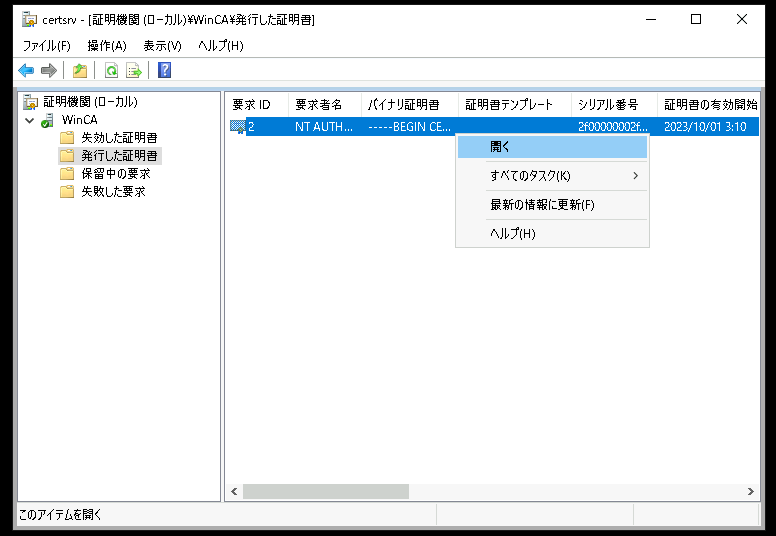 certsrv - [証明機関 (ローカル)¥WinCA¥発行した証明書]
ファイル(F) 操作(A) 表示(V) ヘルプ(H)
証明機関 (ローカル)
WinCA
失効した証明書
発行した証明書
保留中の要求
失敗した要求
要求 ID 要求者名 バイナリ証明書 証明書テンプレート シリアル番号 証明書の有効開始
2 NT AUTH... -----BEGIN CE... 2f00000002f... 2023/10/01 3:10
開く
すべてのタスク(K)
最新の情報に更新(F)
ヘルプ(H)
このアイテムを開く